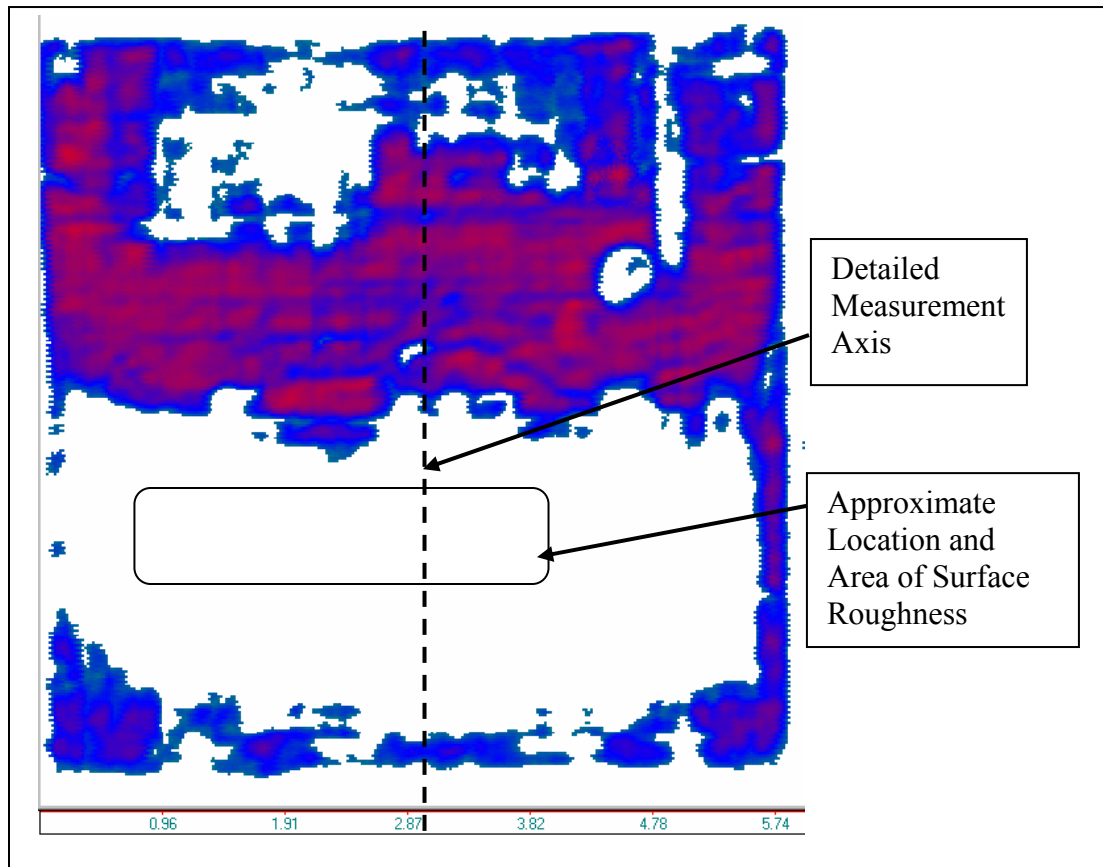 Detailed
Measurement
Axis
Approximate
Location and
Area of Surface
Roughness
0.96 1.91 2.87 3.82 4.78 5.74